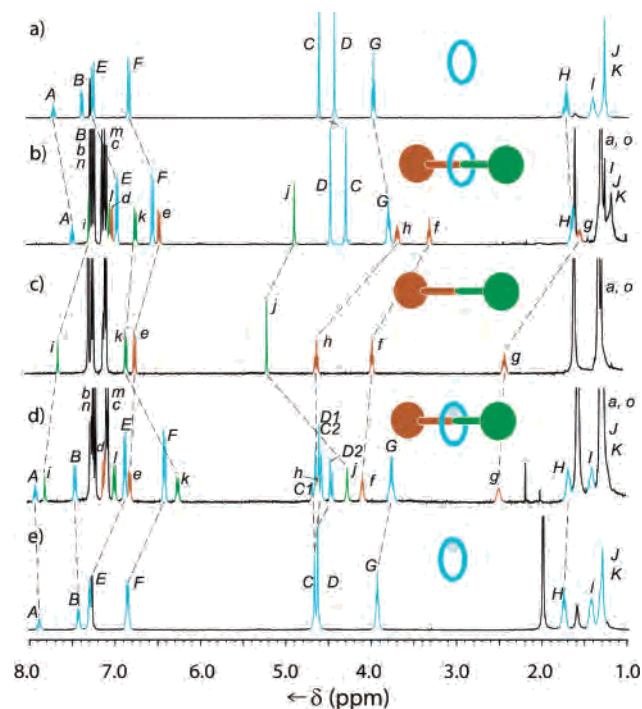 a)
A B E F C D G H I J K
b)
A B b n m c i l d E k F e j D C G h f H g a, o I J K
c)
i k e j h f g a, o
d)
A i B b n m c d l E e F k h C1 D1 C2 D2 j f G g H I a, o J K
e)
A B E F C D G H I J K
8.0 7.0 6.0 5.0 4.0 3.0 2.0 1.0
← δ (ppm)